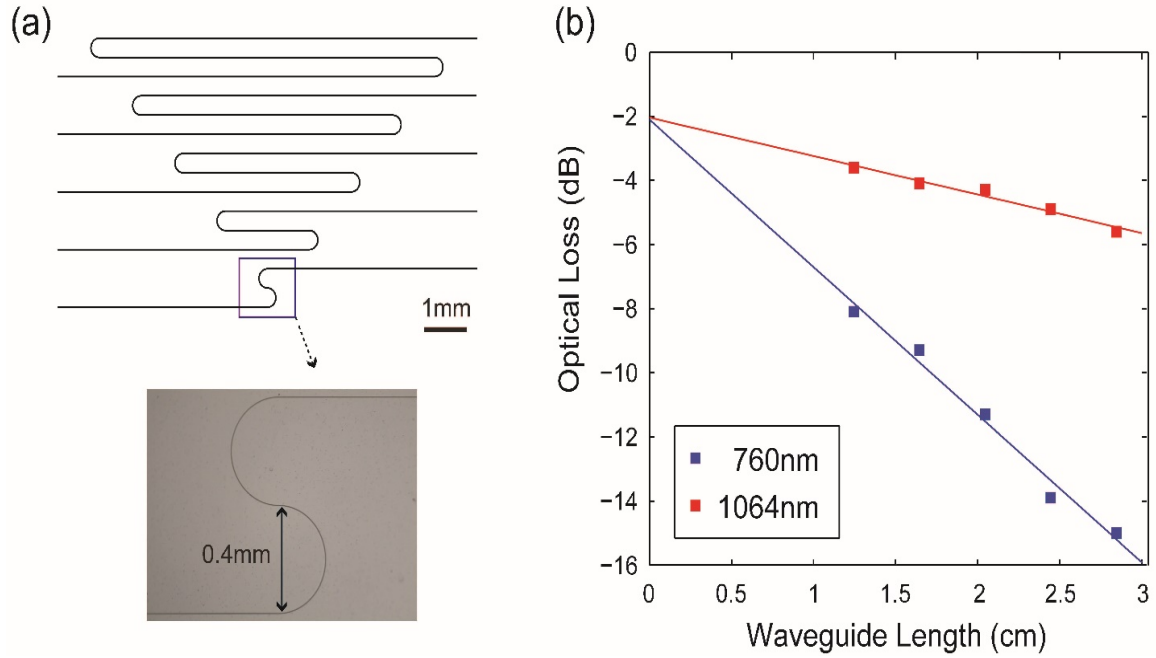 (a)
1mm
0.4mm
(b)
Optical Loss (dB)
0
−2
−4
−6
−8
−10
−12
−14
−16
760nm
1064nm
0 0.5 1 1.5 2 2.5 3
Waveguide Length (cm)